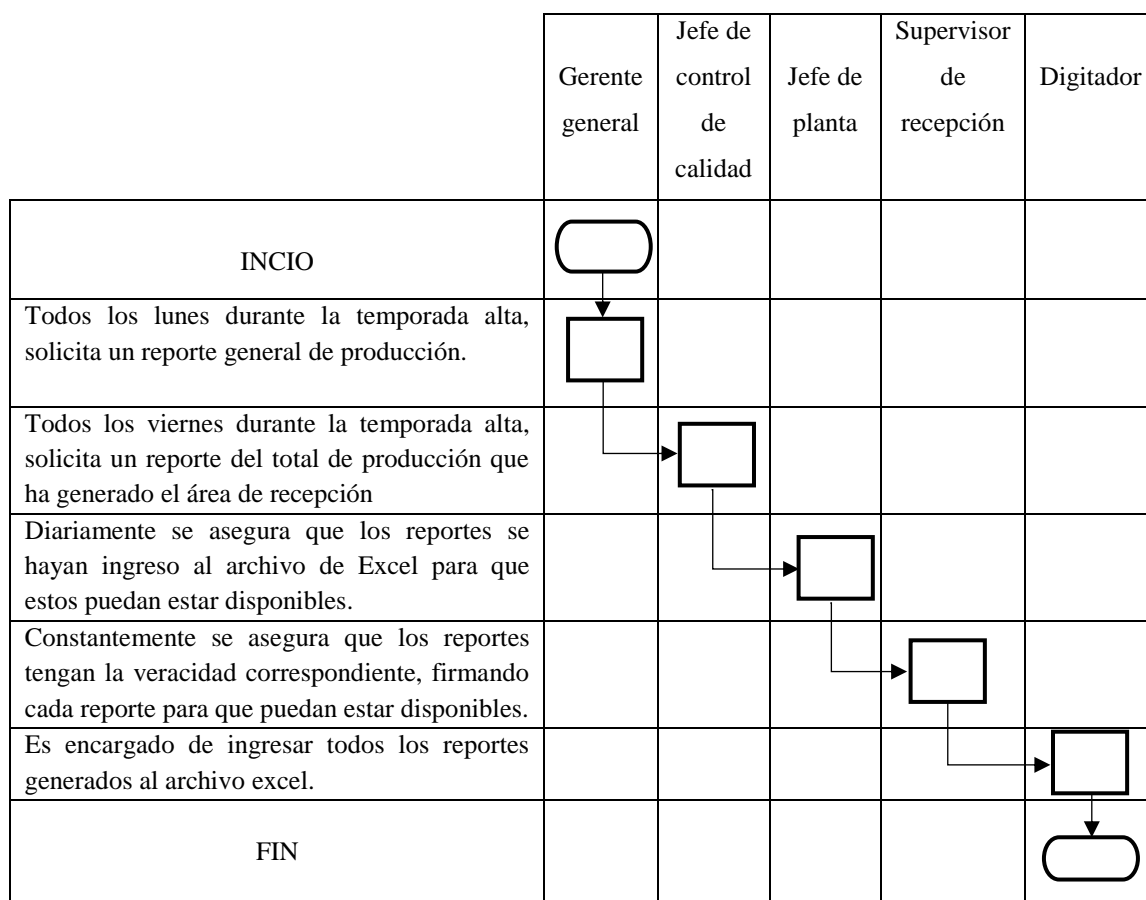 Gerente
general
Jefe de
control
de
calidad
Jefe de
planta
Supervisor
de
recepción
Digitador
INCIO
Todos los lunes durante la temporada alta,
solicita un reporte general de producción.
Todos los viernes durante la temporada alta,
solicita un reporte del total de producción que
ha generado el área de recepción
Diariamente se asegura que los reportes se
hayan ingreso al archivo de Excel para que
estos puedan estar disponibles.
Constantemente se asegura que los reportes
tengan la veracidad correspondiente, firmando
cada reporte para que puedan estar disponibles.
Es encargado de ingresar todos los reportes
generados al archivo excel.
FIN